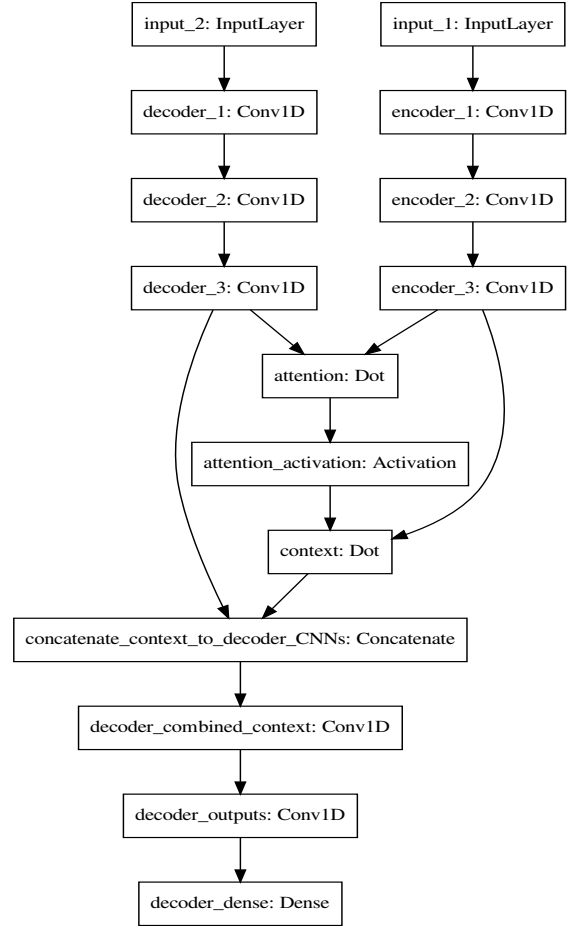 input_2: InputLayer
input_1: InputLayer
decoder_1: Conv1D
encoder_1: Conv1D
decoder_2: Conv1D
encoder_2: Conv1D
decoder_3: Conv1D
encoder_3: Conv1D
attention: Dot
attention_activation: Activation
context: Dot
concatenate_context_to_decoder_CNNs: Concatenate
decoder_combined_context: Conv1D
decoder_outputs: Conv1D
decoder_dense: Dense